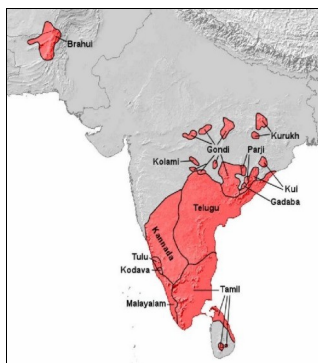 Brahui
Kurukh
Gondi
Parji
Kolami
Kui
Gadaba
Telugu
Kannada
Tulu
Kodava
Tamil
Malayalam